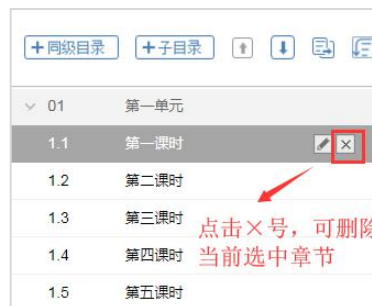 +同级目录 +子目录
01 第一单元
1.1 第一课时
1.2 第二课时
1.3 第三课时
点击×号，可删除
1.4 第四课时
当前选中章节
1.5 第五课时